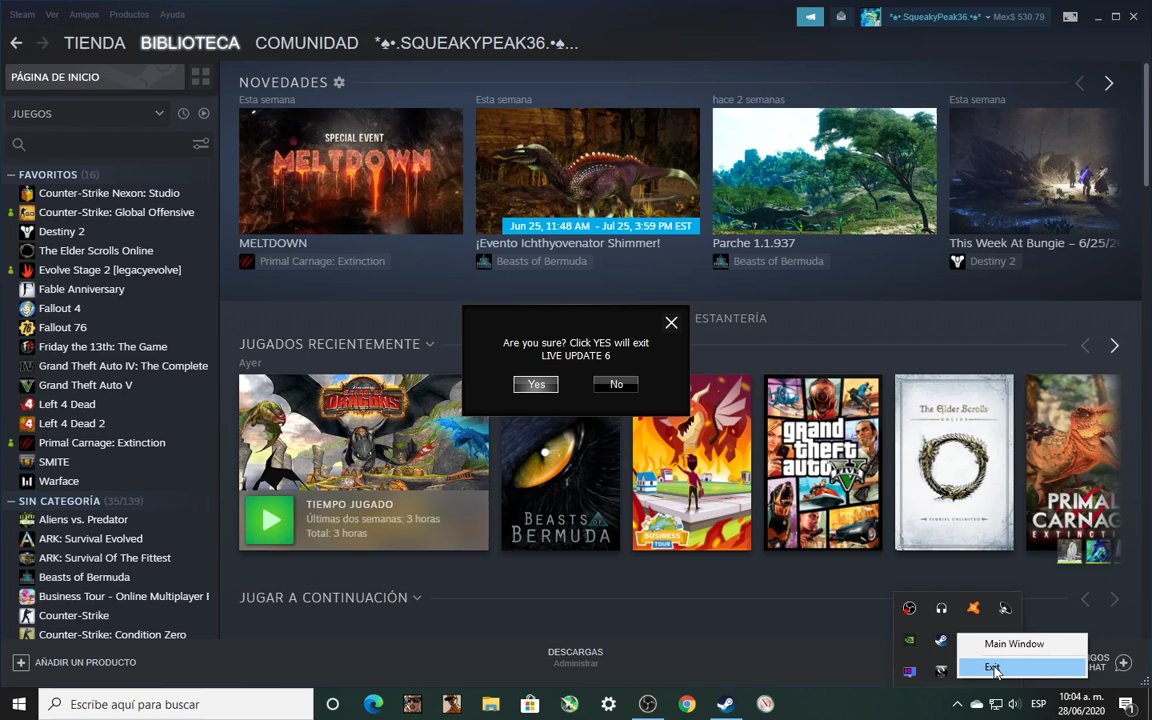 Steam Ver Amigos Productos Ayuda
*♠•.SqueakyPeak36.•♠* Mex$ 530.79
TIENDA BIBLIOTECA COMUNIDAD *♠•.SQUEAKYPEAK36.•♠...
PÁGINA DE INICIO
JUEGOS
FAVORITOS (16)
Counter-Strike Nexon: Studio
Counter-Strike: Global Offensive
Destiny 2
The Elder Scrolls Online
Evolve Stage 2 [legacyevolve]
Fable Anniversary
Fallout 4
Fallout 76
Friday the 13th: The Game
Grand Theft Auto IV: The Complete
Grand Theft Auto V
Left 4 Dead
Left 4 Dead 2
Primal Carnage: Extinction
SMITE
Warface
SIN CATEGORÍA (35/139)
Aliens vs. Predator
ARK: Survival Evolved
ARK: Survival Of The Fittest
Beasts of Bermuda
Business Tour - Online Multiplayer
Counter-Strike
Counter-Strike: Condition Zero
AÑADIR UN PRODUCTO
NOVEDADES
Esta semana
SPECIAL EVENT
MELTDOWN
MELTDOWN
Primal Carnage: Extinction
Esta semana
Jun 25, 11:48 AM - Jul 25, 3:59 PM EST
¡Evento Ichthyovenator Shimmer!
Beasts of Bermuda
hace 2 semanas
Parche 1.1.937
Beasts of Bermuda
Esta semana
This Week At Bungie – 6/25/2
Destiny 2
ESTANTERÍA
Are you sure? Click YES will exit
LIVE UPDATE 6
Yes No
JUGADOS RECIENTEMENTE
Ayer
DRAGONS
TIEMPO JUGADO
Últimas dos semanas: 3 horas
Total: 3 horas
BEASTS OF
BERMUDA
BUSINESS
TOUR
grand
theft
auto
V
The Elder Scrolls
ONLINE
TAMRIEL UNLIMITED
PRIMAL
CARNAG
EXTINCTI
JUGAR A CONTINUACIÓN
DESCARGAS
Administrar
Main Window
Exit
IGOS
HAT
Escribe aquí para buscar
ESP
10:04 a. m.
28/06/2020
1